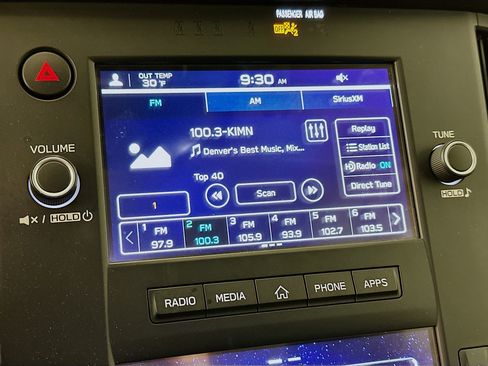 PASSENGER AIR BAG
OFF
2
OUT TEMP
30°F
9:30 AM
FM
AM
SiriusXM
VOLUME
HOLD
TUNE
HOLD
100.3-KIMN
Denver's Best Music, Mix...
Top 40
Scan
1
Replay
Station List
HD Radio ON
Direct Tune
1 FM 97.9
2 FM 100.3
3 FM 105.9
4 FM 93.9
5 FM 102.7
6 FM 103.5
RADIO
MEDIA
PHONE
APPS